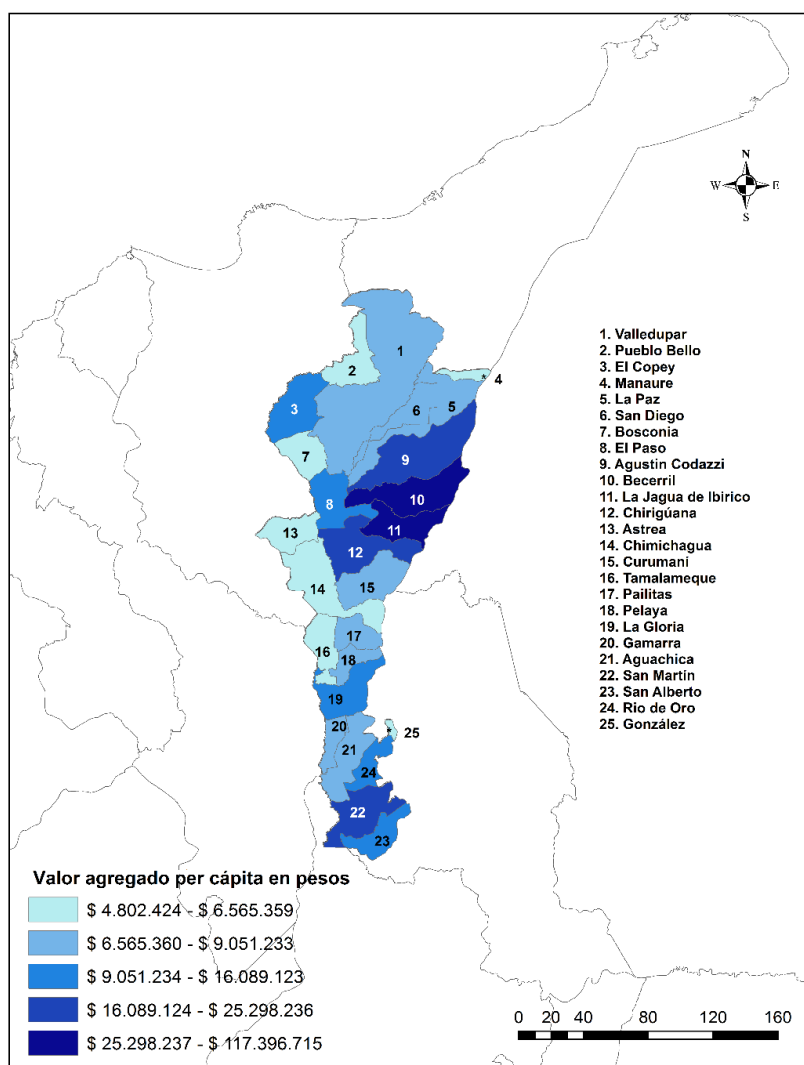 N
W E
S
1
2
3
4
5
6
7
8
9
10
11
12
13
14
15
16
17
18
19
20
21
22
23
24
25
*
*
1. Valledupar
2. Pueblo Bello
3. El Copey
4. Manaure
5. La Paz
6. San Diego
7. Bosconia
8. El Paso
9. Agustin Codazzi
10. Becerril
11. La Jagua de Ibirico
12. Chirigúana
13. Astrea
14. Chimichagua
15. Curumani
16. Tamalameque
17. Pailitas
18. Pelaya
19. La Gloria
20. Gamarra
21. Aguachica
22. San Martín
23. San Alberto
24. Rio de Oro
25. González
Valor agregado per cápita en pesos
$ 4.802.424 - $ 6.565.359
$ 6.565.360 - $ 9.051.233
$ 9.051.234 - $ 16.089.123
$ 16.089.124 - $ 25.298.236
$ 25.298.237 - $ 117.396.715
0 20 40 80 120 160